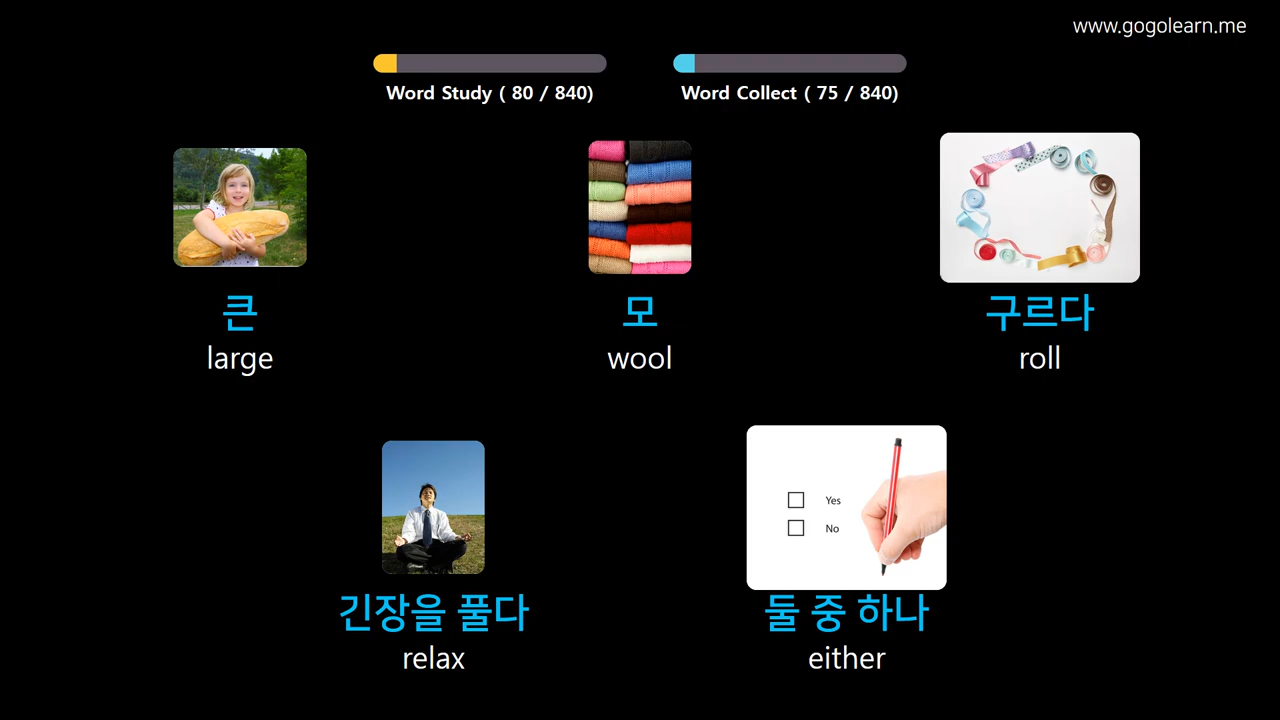 www.gogolearn.me
Word Study ( 80 / 840)
Word Collect ( 75 / 840)
큰
large
모
wool
구르다
roll
Yes
No
긴장을 풀다
relax
둘 중 하나
either